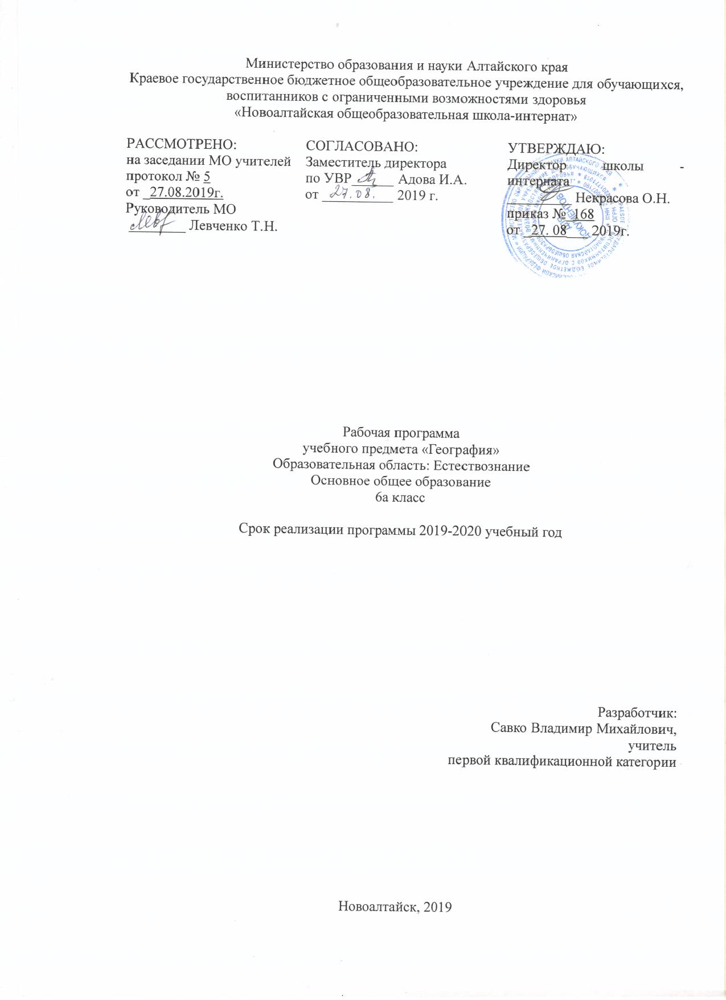 Министерство образования и науки Алтайского края
Краевое государственное бюджетное общеобразовательное учреждение для обучающихся,
воспитанников с ограниченными возможностями здоровья
«Новоалтайская общеобразовательная школа-интернат»
РАССМОТРЕНО:
на заседании МО учителей
протокол № 5
от 27.08.2019г.
Руководитель МО
Левченко Т.Н.
СОГЛАСОВАНО:
Заместитель директора
по УВР ______ Адова И.А.
от 27.08. 2019 г.
УТВЕРЖДАЮ:
Директор школы -
интерната
_________ Некрасова О.Н.
приказ № 168
от 27. 08 2019г.
ДЛЯ
ДОКУМЕНТОВ
Рабочая программа
учебного предмета «География»
Образовательная область: Естествознание
Основное общее образование
6а класс
Срок реализации программы 2019-2020 учебный год
Разработчик:
Савко Владимир Михайлович,
учитель
первой квалификационной категории
Новоалтайск, 2019